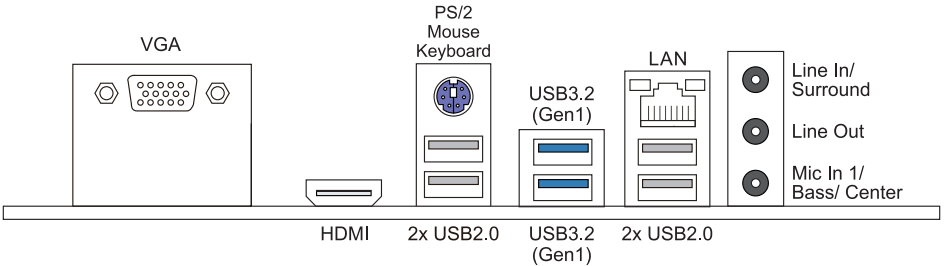 PS/2
Mouse
Keyboard
VGA
USB3.2
(Gen1)
LAN
Line In/
Surround
Line Out
Mic In 1/
Bass/ Center
HDMI
2x USB2.0
USB3.2
(Gen1)
2x USB2.0